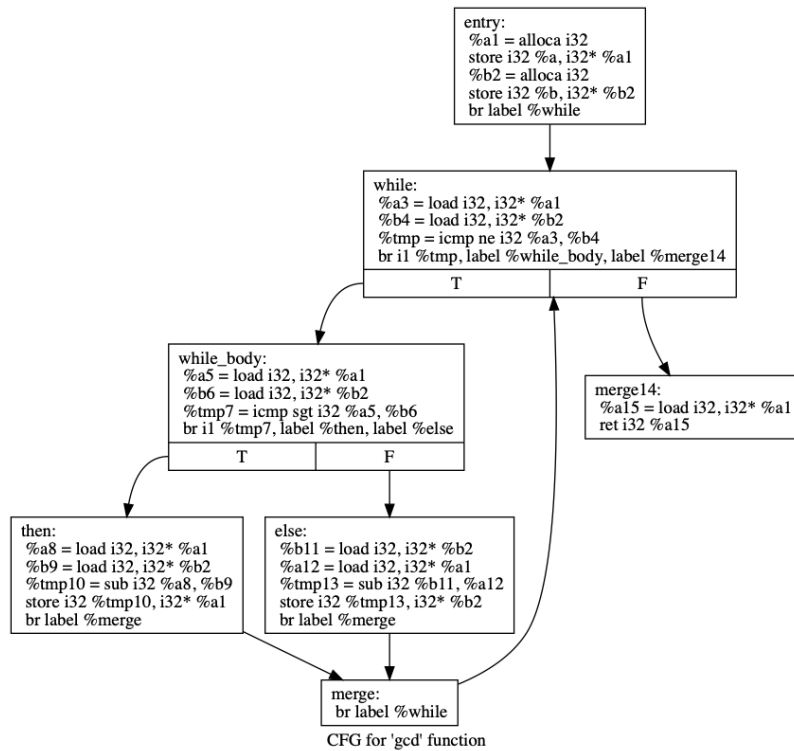 entry:
%a1 = alloca i32
store i32 %a, i32* %a1
%b2 = alloca i32
store i32 %b, i32* %b2
br label %while
while:
%a3 = load i32, i32* %a1
%b4 = load i32, i32* %b2
%tmp = icmp ne i32 %a3, %b4
br i1 %tmp, label %while_body, label %merge14
T F
while_body:
%a5 = load i32, i32* %a1
%b6 = load i32, i32* %b2
%tmp7 = icmp sgt i32 %a5, %b6
br i1 %tmp7, label %then, label %else
T F
merge14:
%a15 = load i32, i32* %a1
ret i32 %a15
then:
%a8 = load i32, i32* %a1
%b9 = load i32, i32* %b2
%tmp10 = sub i32 %a8, %b9
store i32 %tmp10, i32* %a1
br label %merge
else:
%b11 = load i32, i32* %b2
%a12 = load i32, i32* %a1
%tmp13 = sub i32 %b11, %a12
store i32 %tmp13, i32* %b2
br label %merge
merge:
br label %while
CFG for 'gcd' function